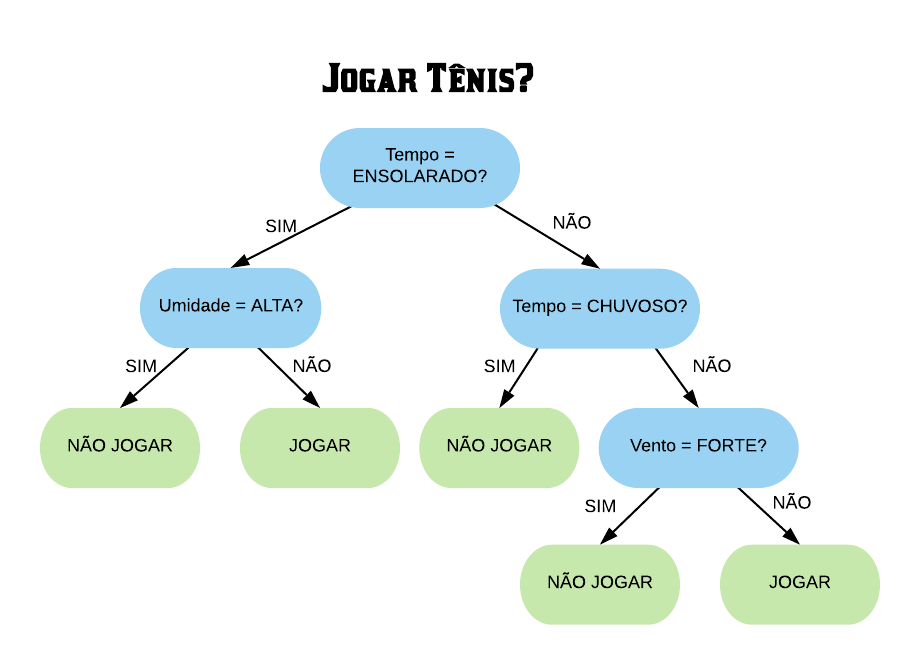 JOGAR TÊNIS?
Tempo =
ENSOLARADO?
SIM
NÃO
Umidade = ALTA?
Tempo = CHUVOSO?
SIM
NÃO
SIM
NÃO
NÃO JOGAR
JOGAR
NÃO JOGAR
Vento = FORTE?
SIM
NÃO
NÃO JOGAR
JOGAR